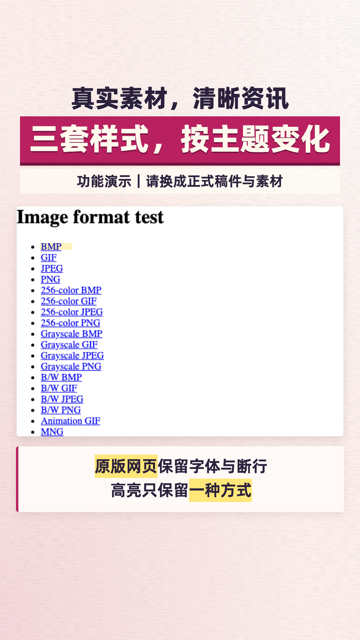 真实素材，清晰资讯
三套样式，按主题变化
功能演示｜请换成正式稿件与素材
Image format test
BMP
GIF
JPEG
PNG
256-color BMP
256-color GIF
256-color JPEG
256-color PNG
Grayscale BMP
Grayscale GIF
Grayscale JPEG
Grayscale PNG
B/W BMP
B/W GIF
B/W JPEG
B/W PNG
Animation GIF
MNG
原版网页保留字体与断行
高亮只保留一种方式